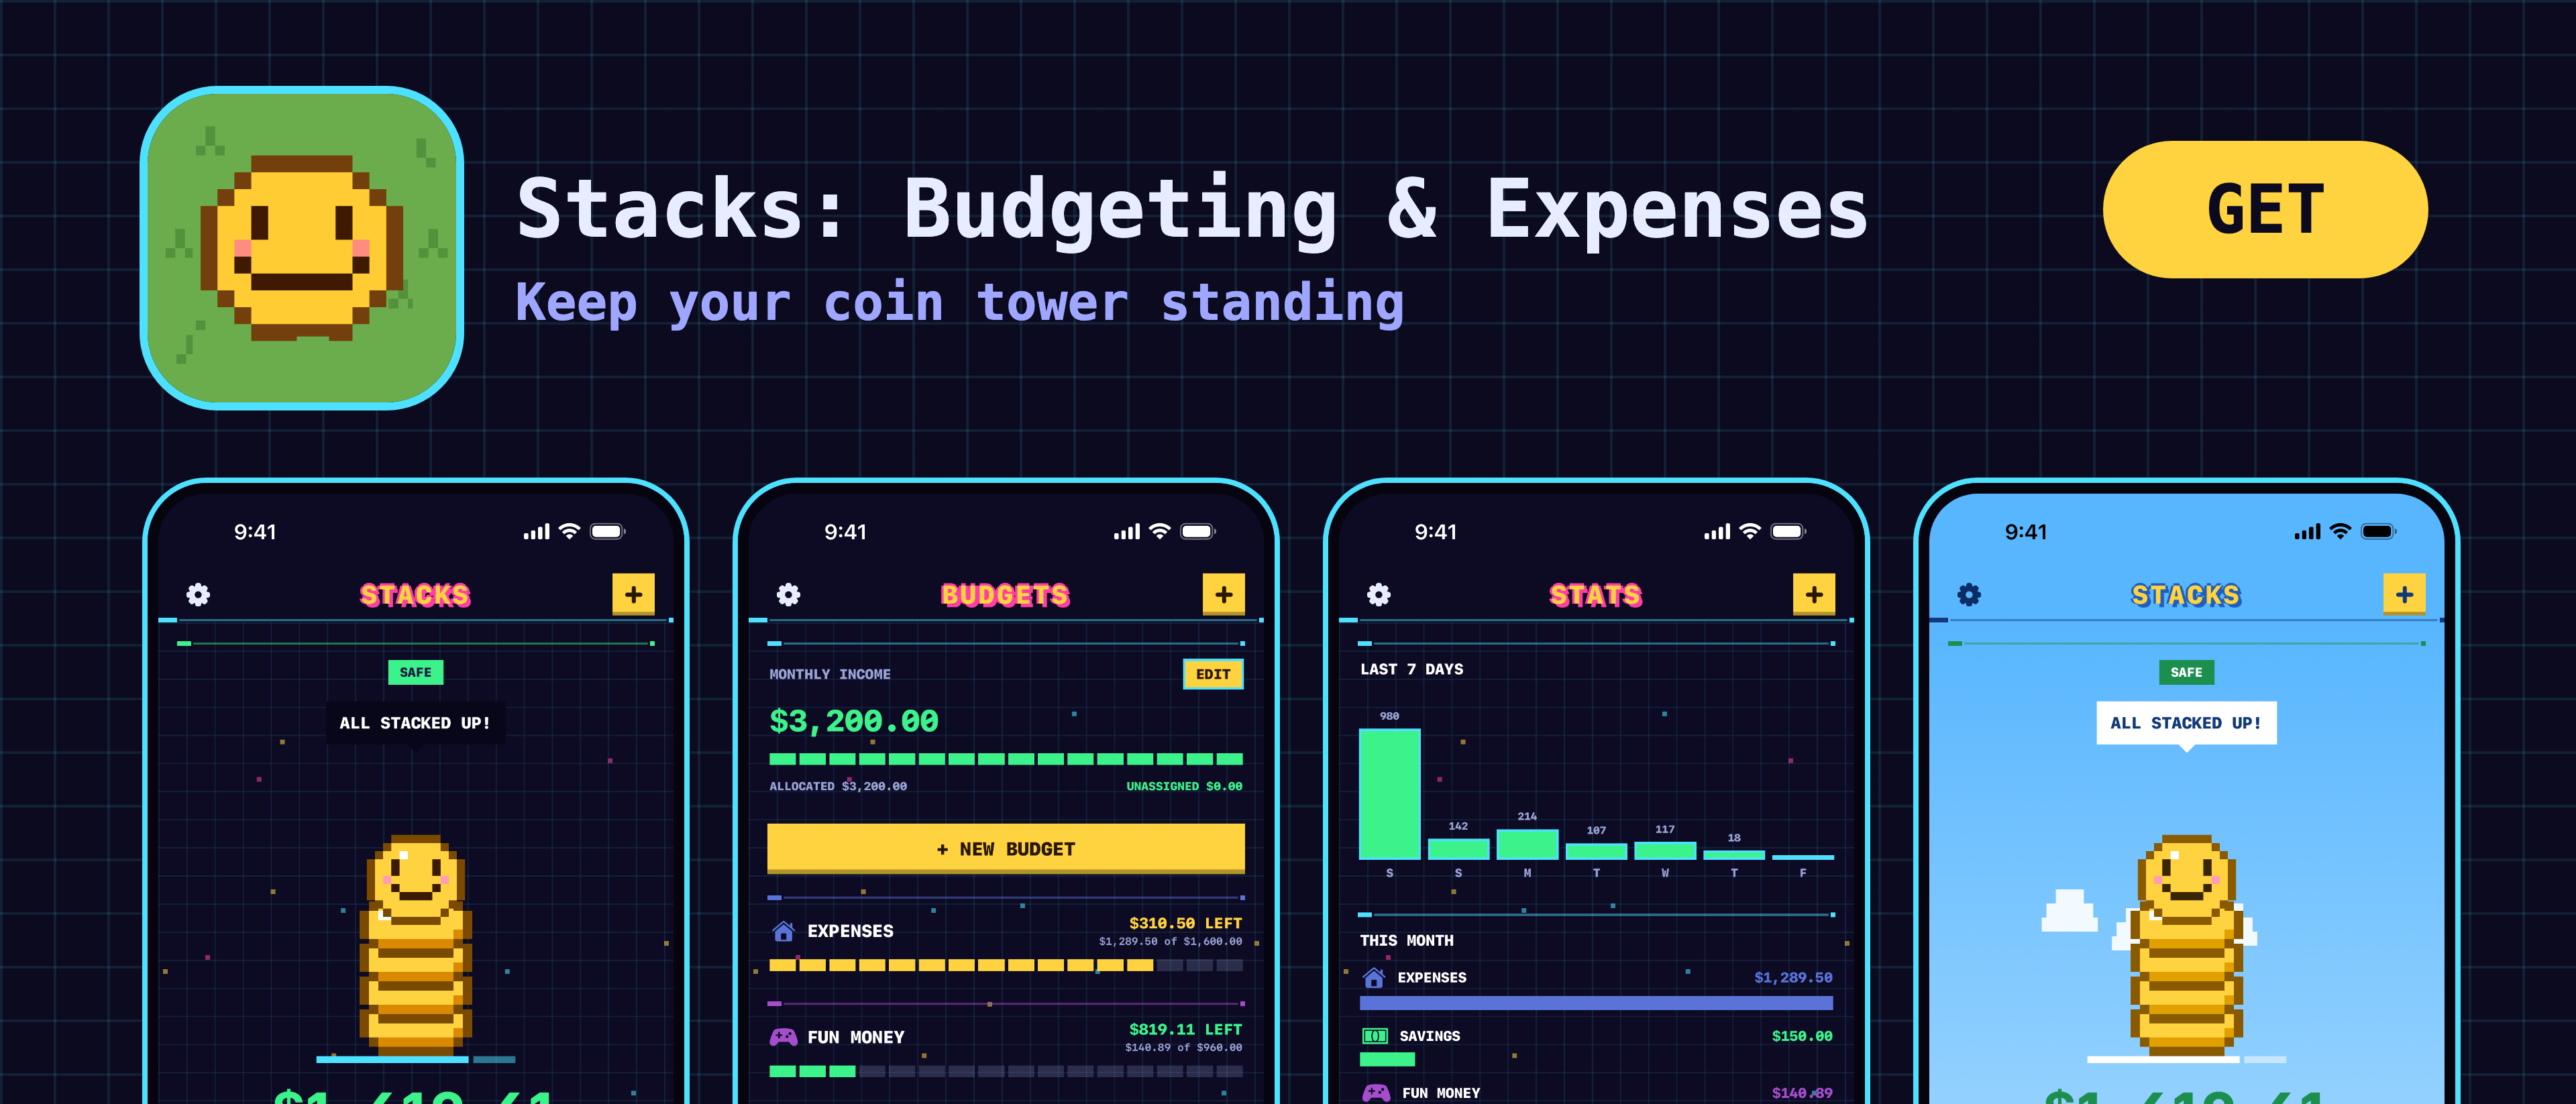 Stacks: Budgeting & Expenses
Keep your coin tower standing
GET
9:41
STACKS
+
SAFE
ALL STACKED UP!
9:41
BUDGETS
+
MONTHLY INCOME
EDIT
$3,200.00
ALLOCATED $3,200.00
UNASSIGNED $0.00
+ NEW BUDGET
EXPENSES
$310.50 LEFT
$1,289.50 of $1,600.00
FUN MONEY
$819.11 LEFT
$140.89 of $960.00
9:41
STATS
+
LAST 7 DAYS
980
142
214
107
117
18
S S M T W T F
THIS MONTH
EXPENSES
$1,289.50
SAVINGS
$150.00
FUN MONEY
$140.89
9:41
STACKS
+
SAFE
ALL STACKED UP!